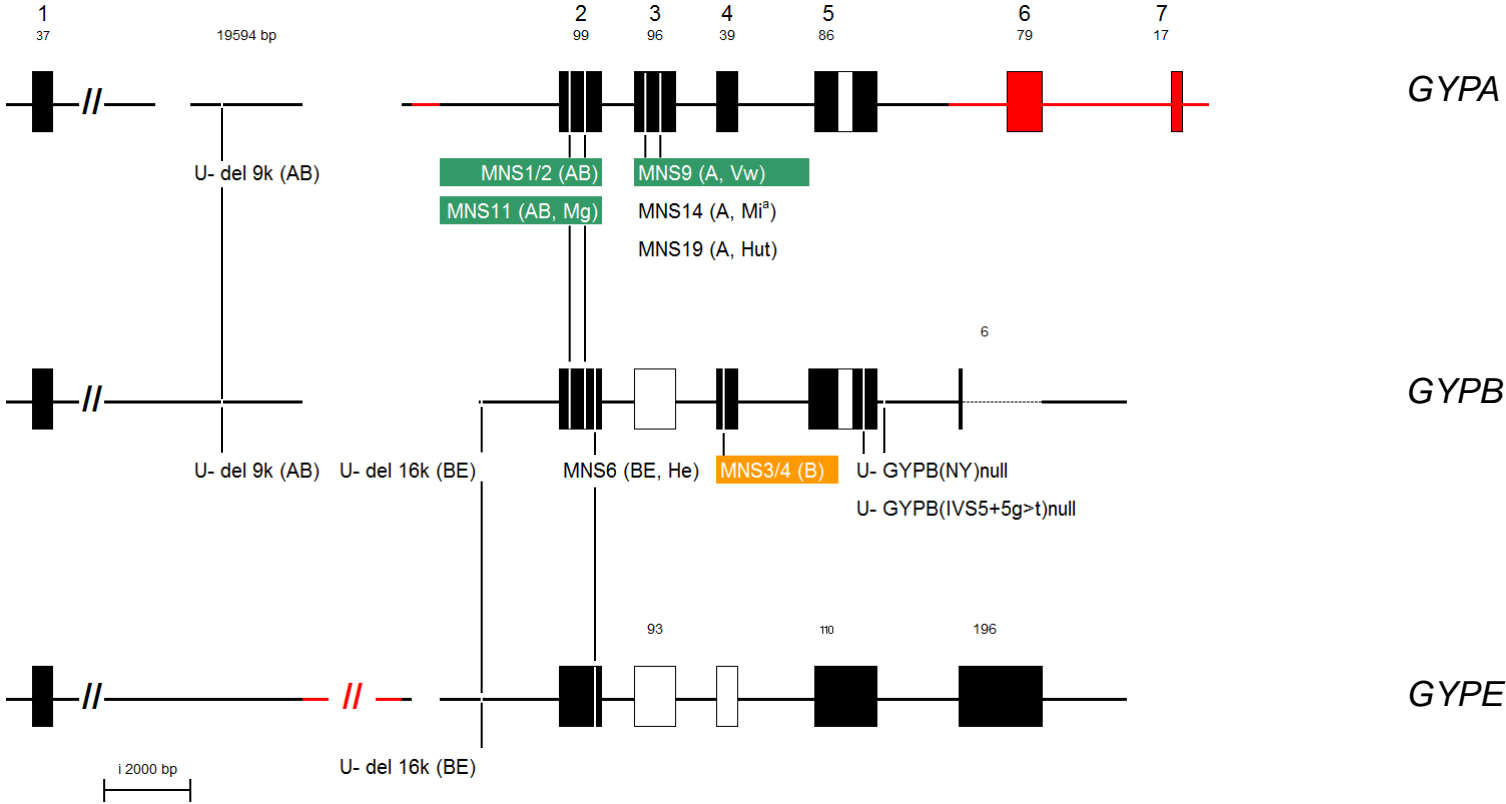 1 2 3 4 5 6 7
37 19594 bp 99 96 39 86 79 17
// GYPA
U- del 9k (AB) MNS1/2 (AB) MNS9 (A, Vw)
MNS11 (AB, Mg) MNS14 (A, Miᵃ)
MNS19 (A, Hut)
6
// GYPB
U- del 9k (AB) U- del 16k (BE) MNS6 (BE, He) MNS3/4 (B) U- GYPB(NY)null
U- GYPB(IVS5+5g>t)null
93 110 196
// // GYPE
U- del 16k (BE)
i 2000 bp